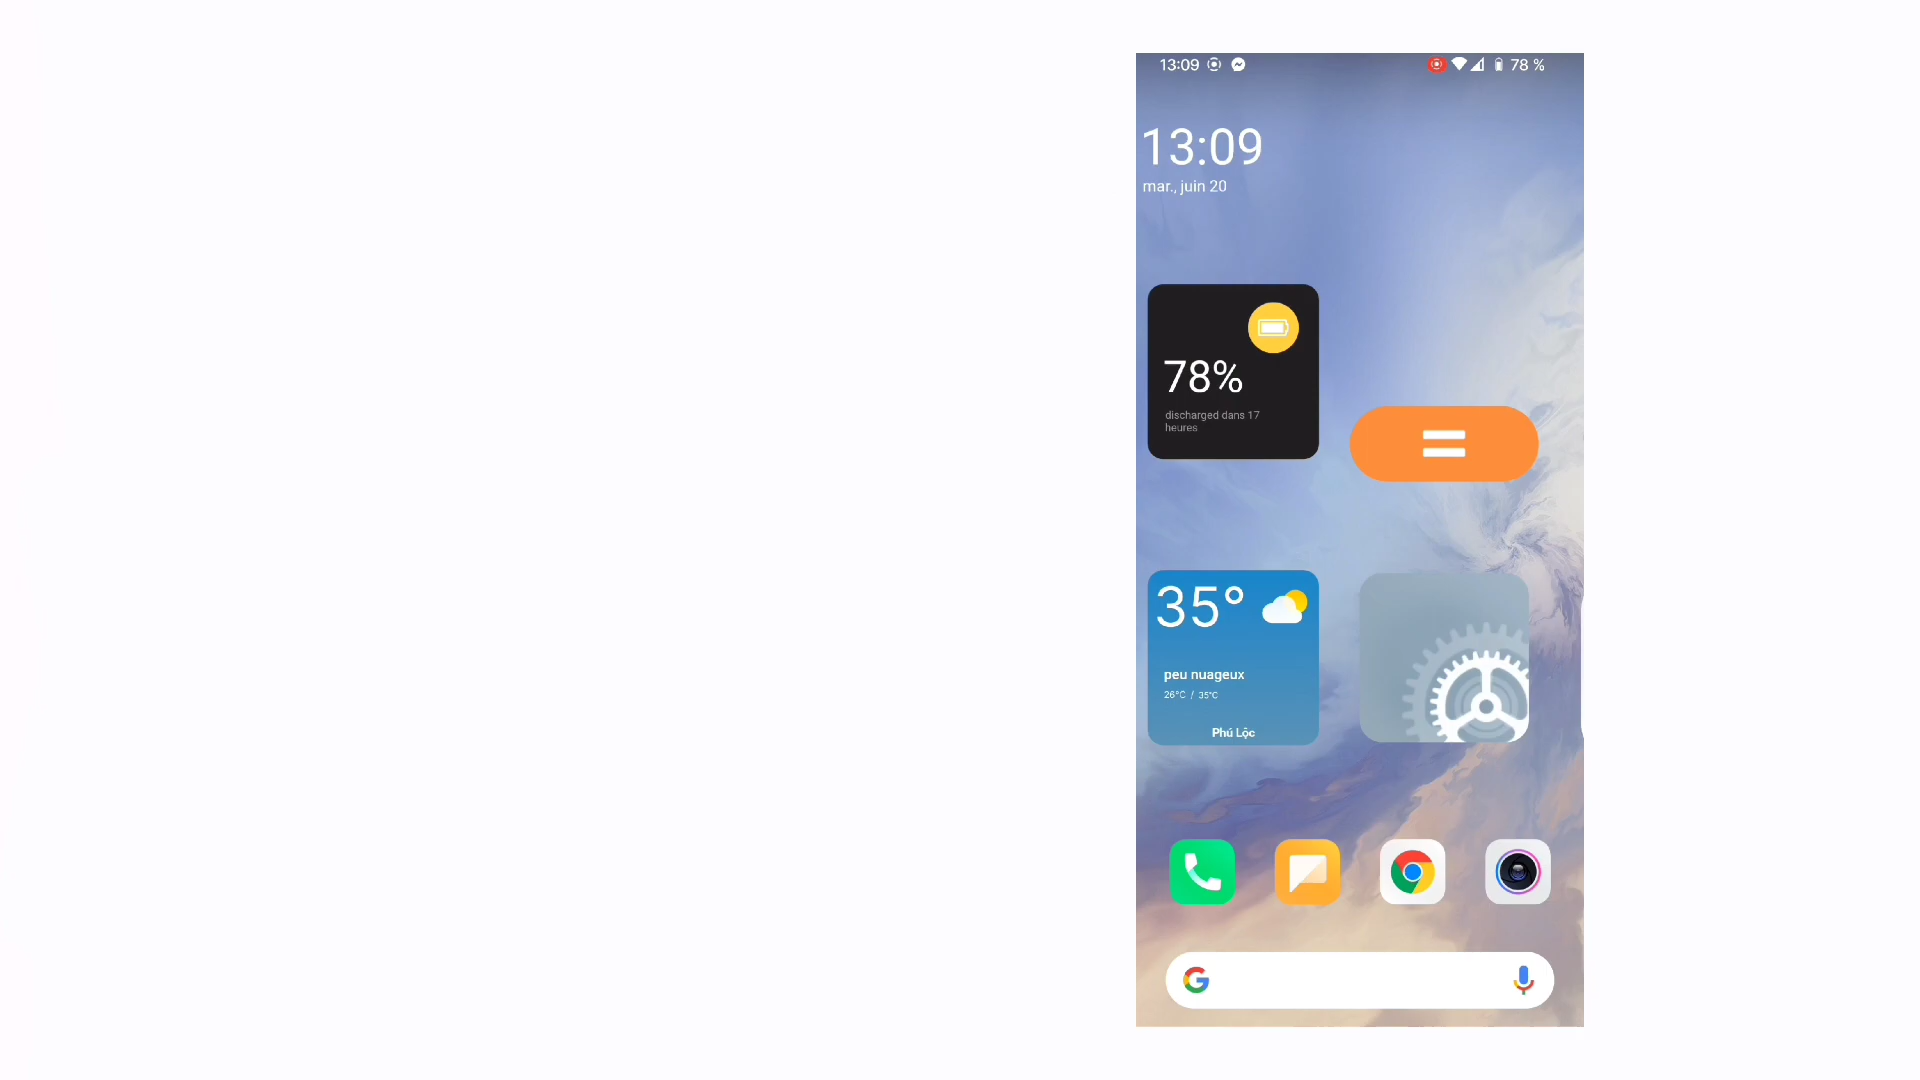 13:09
78 %
13:09
mar., juin 20
78%
discharged dans 17
heures
35°
peu nuageux
26°C / 35°C
Phú Lộc